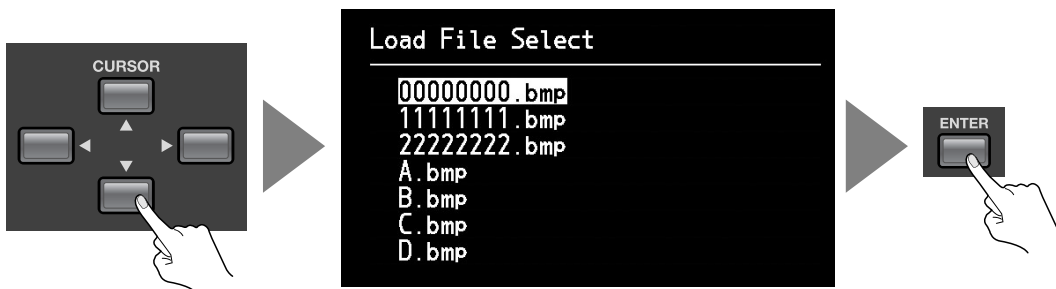 CURSOR
Load File Select
00000000.bmp
11111111.bmp
22222222.bmp
A.bmp
B.bmp
C.bmp
D.bmp
ENTER